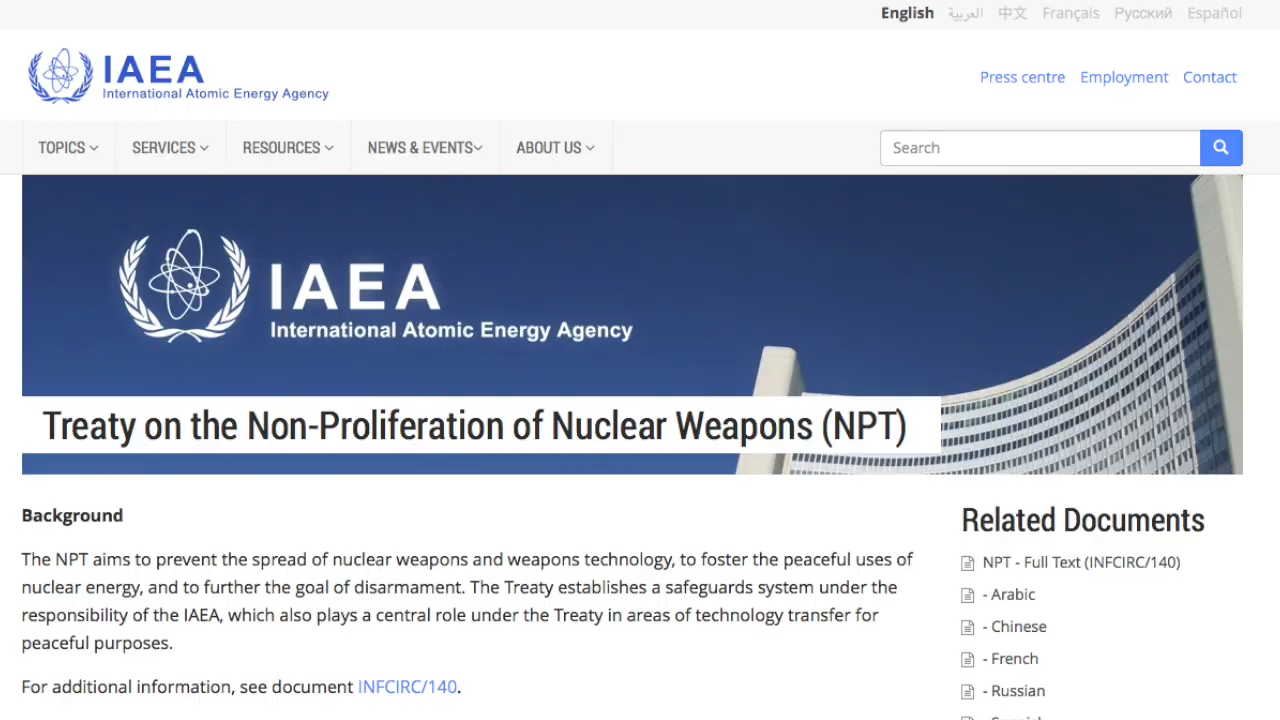 English العربية 中文 Français Русский Español
IAEA
International Atomic Energy Agency
Press centre Employment Contact
TOPICS SERVICES RESOURCES NEWS & EVENTS ABOUT US
Search
IAEA
International Atomic Energy Agency
Treaty on the Non-Proliferation of Nuclear Weapons (NPT)
Background
The NPT aims to prevent the spread of nuclear weapons and weapons technology, to foster the peaceful uses of
nuclear energy, and to further the goal of disarmament. The Treaty establishes a safeguards system under the
responsibility of the IAEA, which also plays a central role under the Treaty in areas of technology transfer for
peaceful purposes.
For additional information, see document INFCIRC/140.
Related Documents
NPT - Full Text (INFCIRC/140)
- Arabic
- Chinese
- French
- Russian